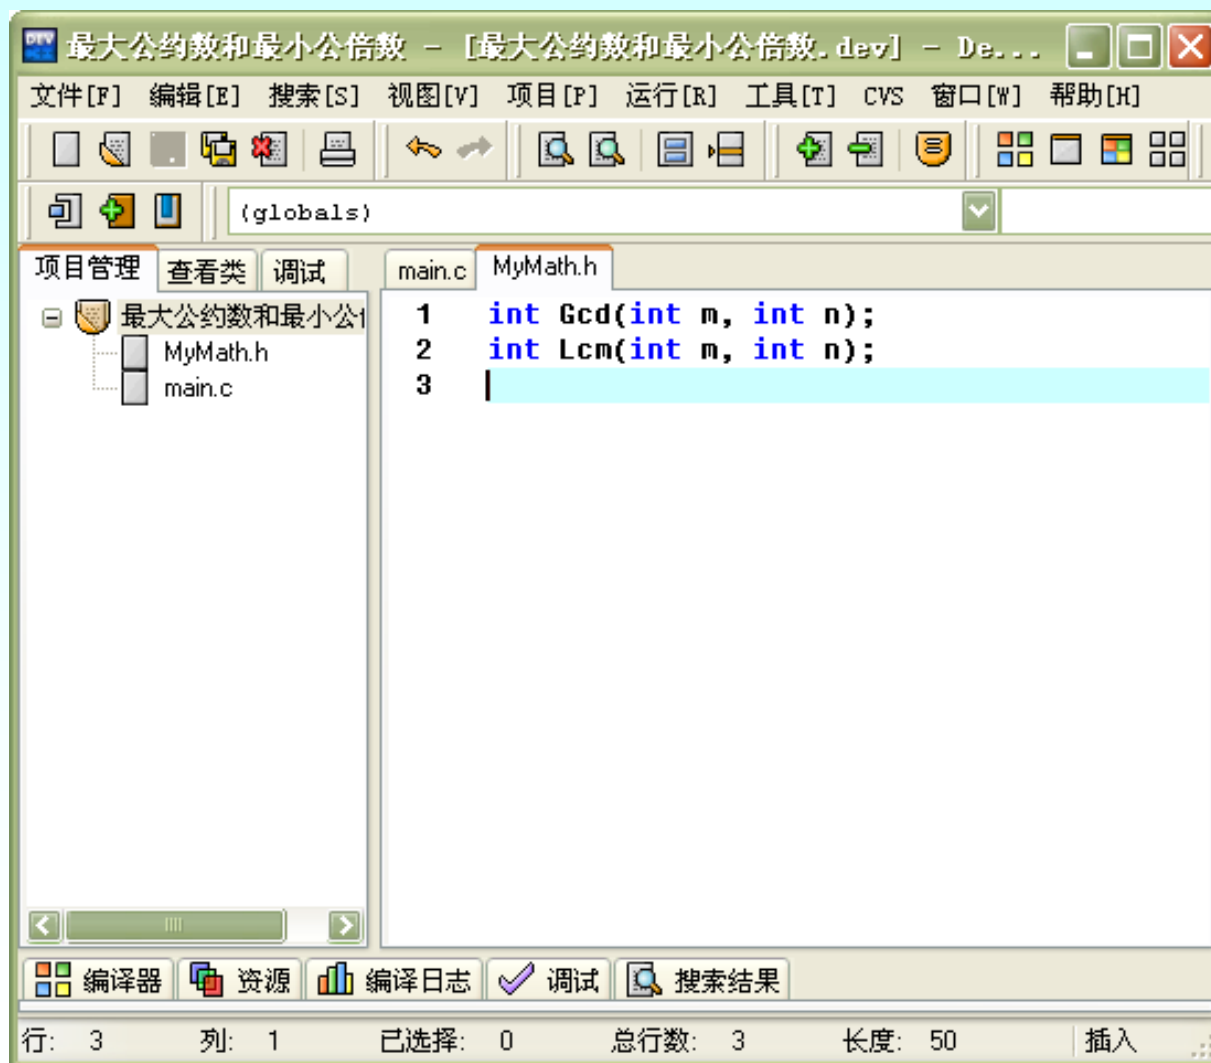 最大公约数和最小公倍数 - [最大公约数和最小公倍数.dev] - De...
文件[F] 编辑[E] 搜索[S] 视图[V] 项目[P] 运行[R] 工具[T] CVS 窗口[W] 帮助[H]
(globals)
项目管理 查看类 调试 main.c MyMath.h
最大公约数和最小公
MyMath.h
main.c
1 int Gcd(int m, int n);
2 int Lcm(int m, int n);
3
编译器 资源 编译日志 调试 搜索结果
行: 3 列: 1 已选择: 0 总行数: 3 长度: 50 插入